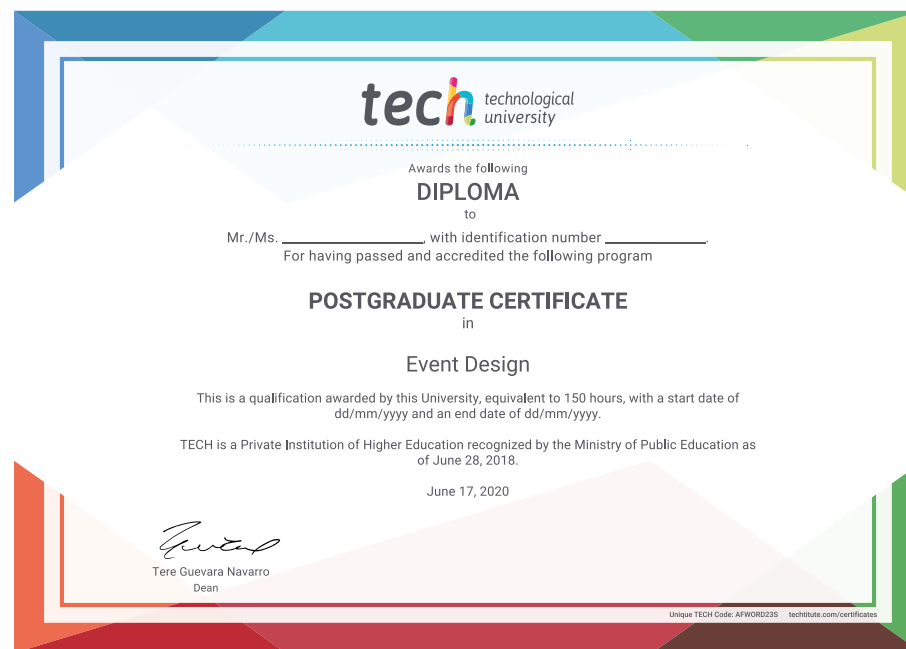 tech technological
university
Awards the following
DIPLOMA
to
Mr./Ms. ____________________, with identification number ______________.
For having passed and accredited the following program
POSTGRADUATE CERTIFICATE
in
Event Design
This is a qualification awarded by this University, equivalent to 150 hours, with a start date of
dd/mm/yyyy and an end date of dd/mm/yyyy.
TECH is a Private Institution of Higher Education recognized by the Ministry of Public Education as
of June 28, 2018.
June 17, 2020
Tere Guevara Navarro
Dean
Unique TECH Code: AFWORD23S techtitute.com/certificates